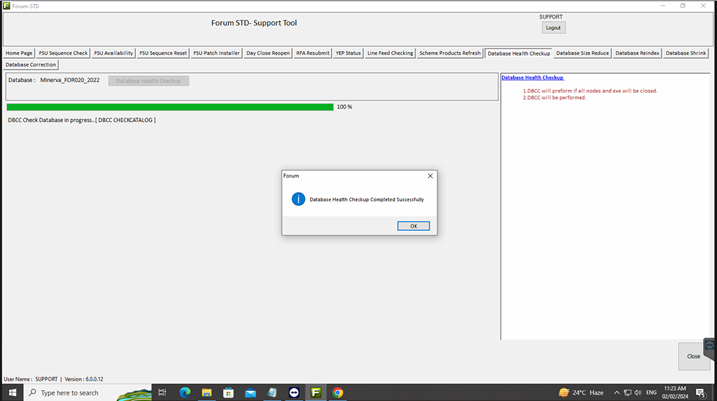 Forum-STD
Forum STD- Support Tool
SUPPORT
Logout
Home Page FSU Sequence Check FSU Availability FSU Sequence Reset FSU Patch Installer Day Close Reopen RFA Resubmit YEP Status Line Feed Checking Scheme Products Refresh Database Health Checkup Database Size Reduce Database Reindex Database Shrink
Database Correction
Database : Minerva_FOR020_2022 Database Health Checkup
100 %
DBCC Check Database in progress..[ DBCC CHECKCATALOG ]
Database Health Checkup
1.DBCC will preform if all nodes and exe will be closed.
2.DBCC will be performed.
Forum
Database Health Checkup Completed Successfully
OK
Close
User Name : SUPPORT | Version : 6.0.0.12
Type here to search
24°C Haze
ENG
11:23 AM
02/02/2024